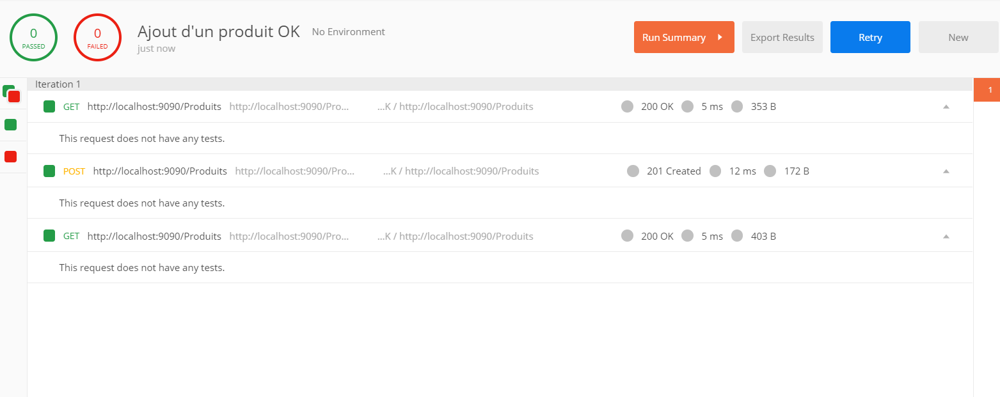 0
PASSED
0
FAILED
Ajout d'un produit OK No Environment
just now
Run Summary
Export Results
Retry
New
Iteration 1
1
GET http://localhost:9090/Produits http://localhost:9090/Pro... ...K / http://localhost:9090/Produits 200 OK 5 ms 353 B
This request does not have any tests.
POST http://localhost:9090/Produits http://localhost:9090/Pro... ...K / http://localhost:9090/Produits 201 Created 12 ms 172 B
This request does not have any tests.
GET http://localhost:9090/Produits http://localhost:9090/Pro... ...K / http://localhost:9090/Produits 200 OK 5 ms 403 B
This request does not have any tests.